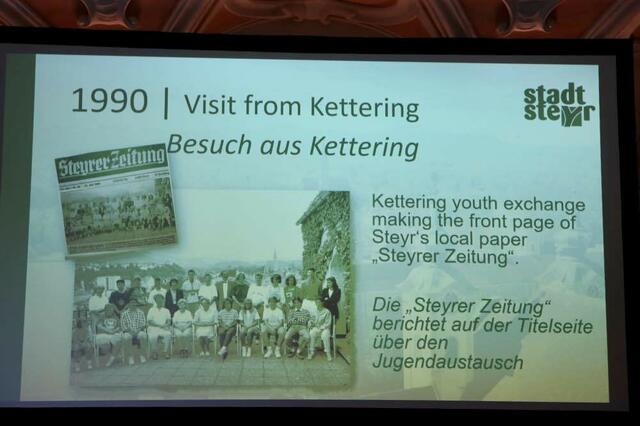 1990 | Visit from Kettering
stadt
steyr
Besuch aus Kettering
Steyrer Zeitung
Kettering youth exchange
making the front page of
Steyr's local paper
„Steyrer Zeitung“.
Die „Steyrer Zeitung“
berichtet auf der Titelseite
über den
Jugendaustausch